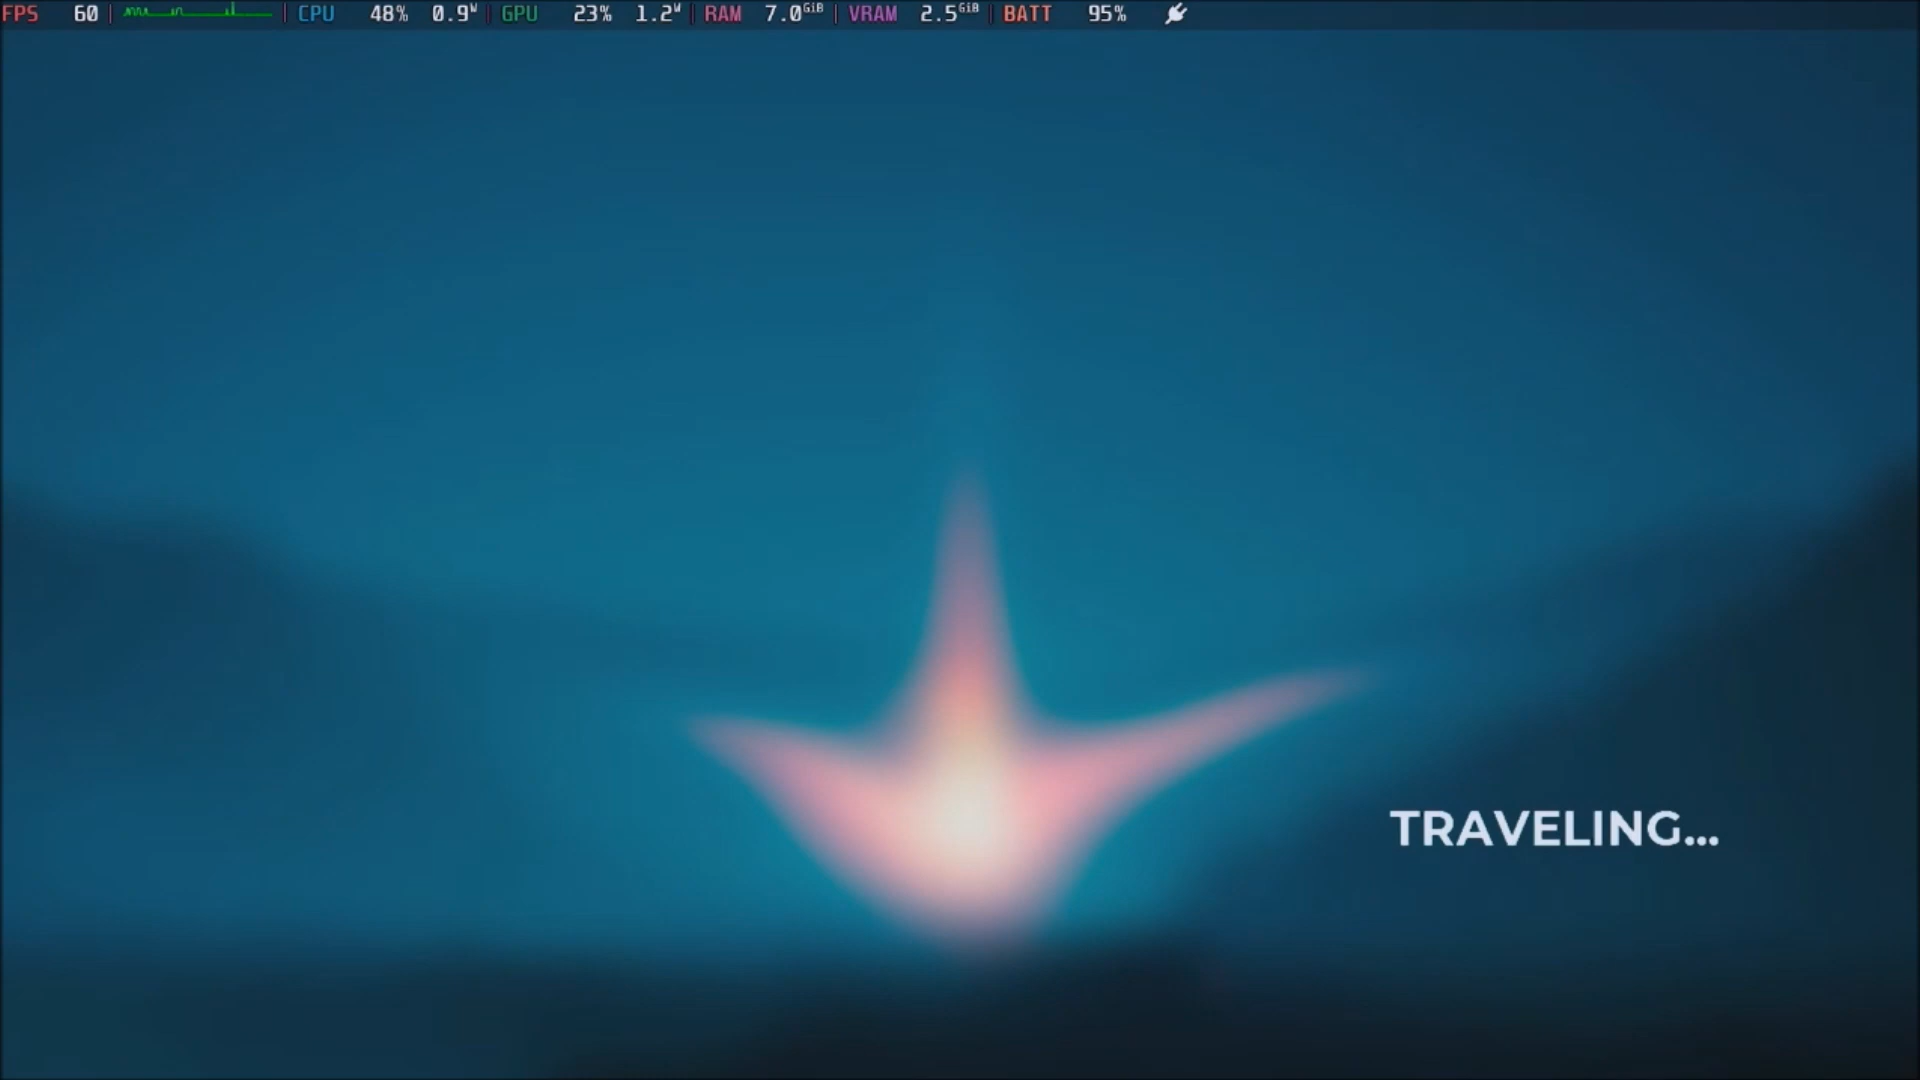 FPS 60 CPU 48% 0.9W GPU 23% 1.2W RAM 7.0GiB VRAM 2.5GiB BATT 95%
TRAVELING...